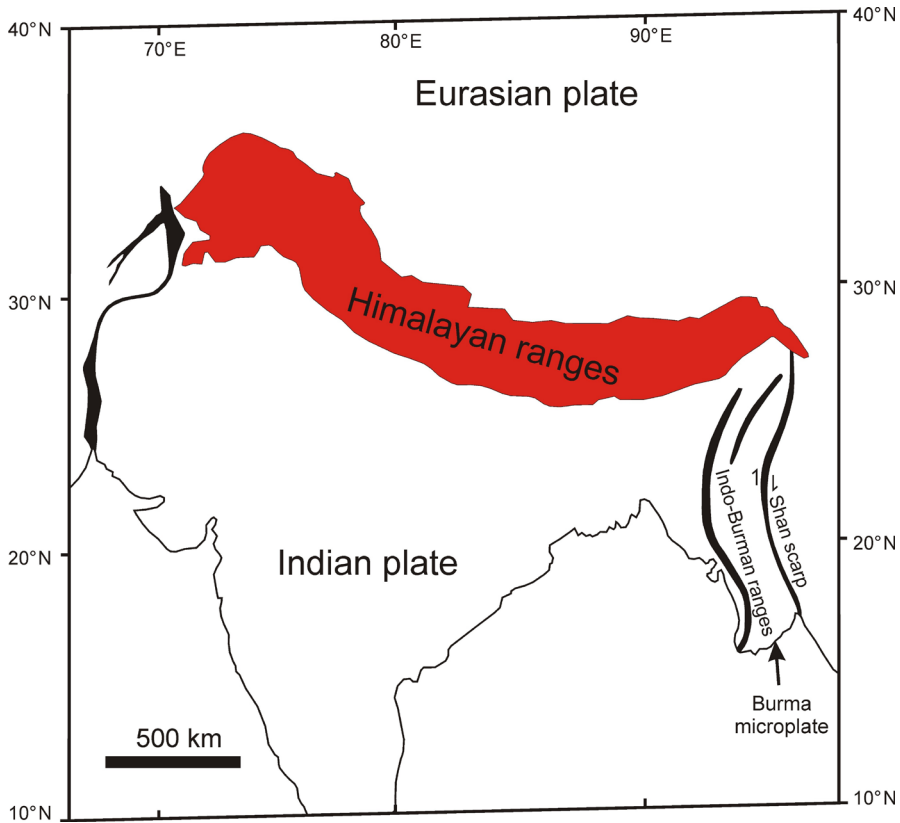 40°N
70°E
80°E
90°E
40°N
Eurasian plate
30°N
30°N
Himalayan ranges
Indo-Burman ranges
Shan scarp
20°N
20°N
Indian plate
Burma
microplate
500 km
10°N
10°N